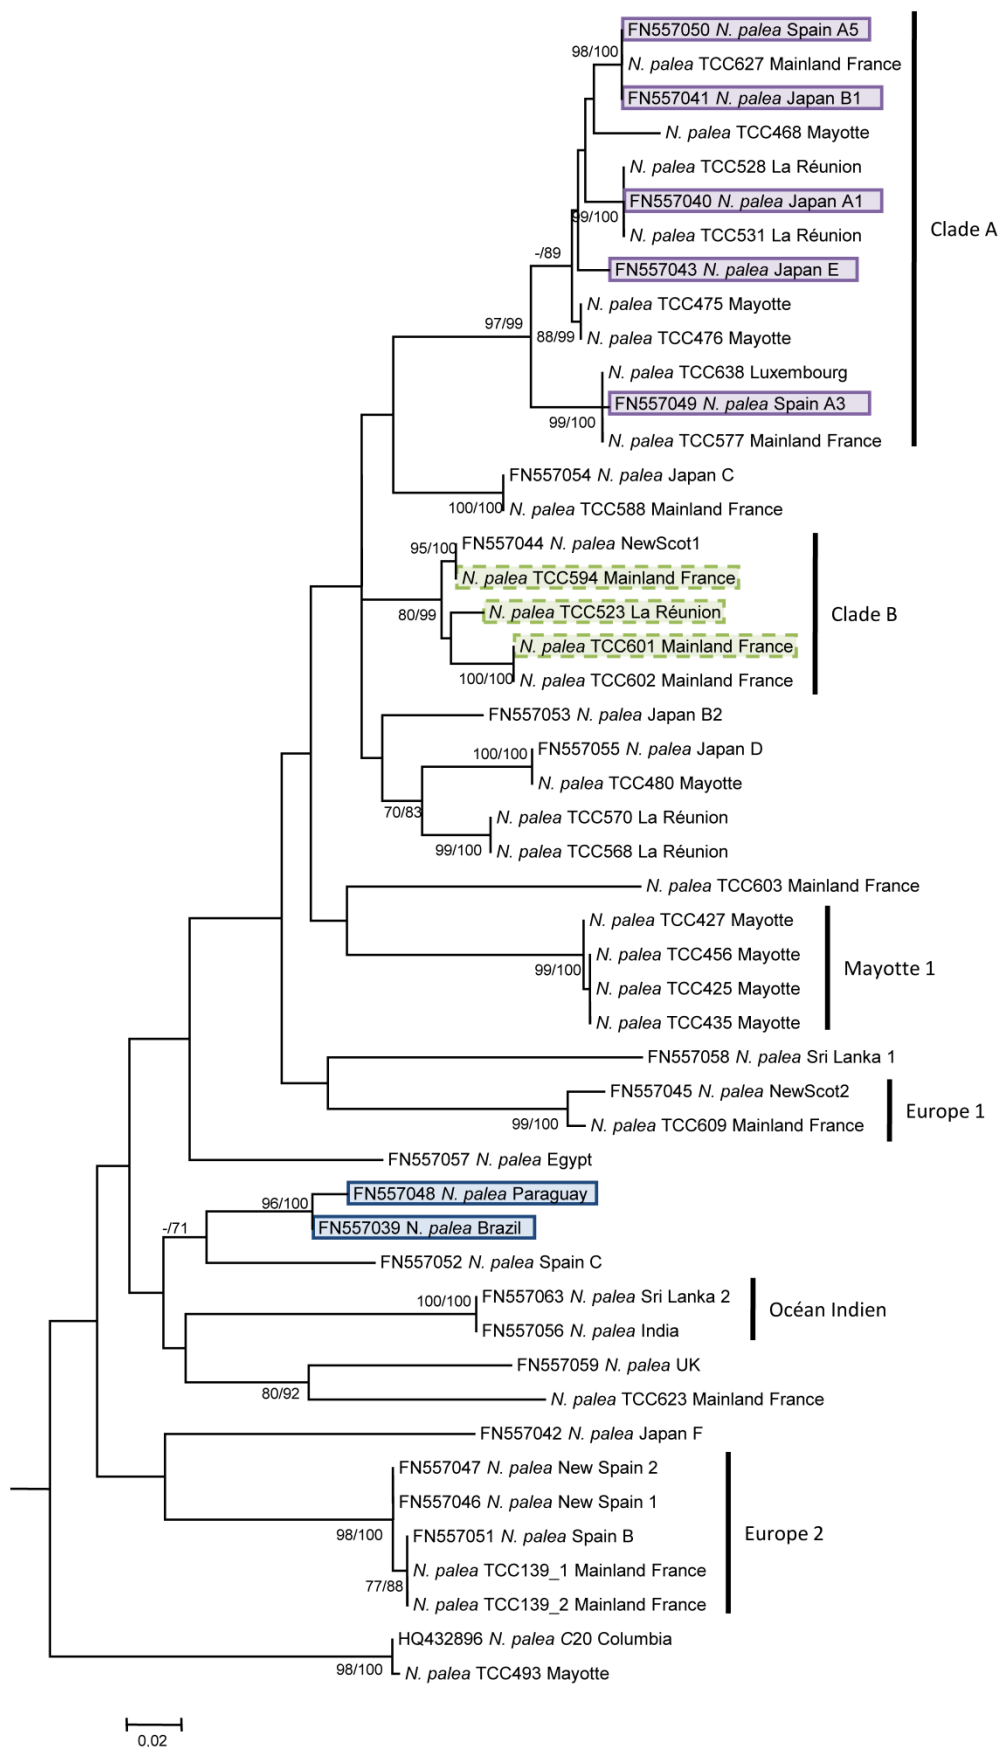 FN557050 N. palea Spain A5
98/100
N. palea TCC627 Mainland France
FN557041 N. palea Japan B1
N. palea TCC468 Mayotte
N. palea TCC528 La Réunion
FN557040 N. palea Japan A1
99/100
Clade A
N. palea TCC531 La Réunion
-/89
FN557043 N. palea Japan E
N. palea TCC475 Mayotte
97/99
88/99
N. palea TCC476 Mayotte
N. palea TCC638 Luxembourg
FN557049 N. palea Spain A3
99/100
N. palea TCC577 Mainland France
FN557054 N. palea Japan C
100/100
N. palea TCC588 Mainland France
FN557044 N. palea NewScot1
95/100
N. palea TCC594 Mainland France
80/99
N. palea TCC523 La Réunion
Clade B
N. palea TCC601 Mainland France
100/100
N. palea TCC602 Mainland France
FN557053 N. palea Japan B2
FN557055 N. palea Japan D
100/100
N. palea TCC480 Mayotte
70/83
N. palea TCC570 La Réunion
99/100
N. palea TCC568 La Réunion
N. palea TCC603 Mainland France
N. palea TCC427 Mayotte
N. palea TCC456 Mayotte
99/100
Mayotte 1
N. palea TCC425 Mayotte
N. palea TCC435 Mayotte
FN557058 N. palea Sri Lanka 1
FN557045 N. palea NewScot2
Europe 1
99/100
N. palea TCC609 Mainland France
FN557057 N. palea Egypt
FN557048 N. palea Paraguay
96/100
FN557039 N. palea Brazil
-/71
FN557052 N. palea Spain C
FN557063 N. palea Sri Lanka 2
100/100
Océan Indien
FN557056 N. palea India
FN557059 N. palea UK
80/92
N. palea TCC623 Mainland France
FN557042 N. palea Japan F
FN557047 N. palea New Spain 2
FN557046 N. palea New Spain 1
98/100
FN557051 N. palea Spain B
Europe 2
N. palea TCC139_1 Mainland France
77/88
N. palea TCC139_2 Mainland France
HQ432896 N. palea C20 Columbia
98/100
N. palea TCC493 Mayotte
0,02